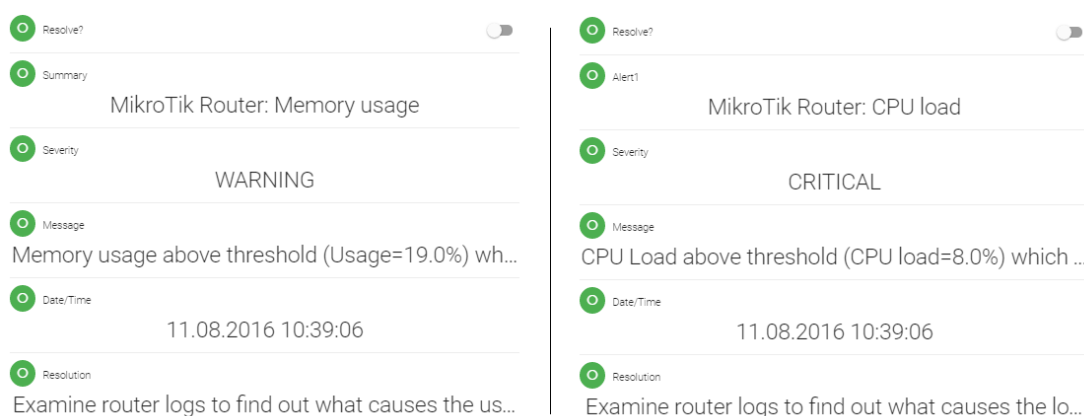 O Resolve?
O Summary
MikroTik Router: Memory usage
O Severity
WARNING
O Message
Memory usage above threshold (Usage=19.0%) wh...
O Date/Time
11.08.2016 10:39:06
O Resolution
Examine router logs to find out what causes the us...
O Resolve?
O Alert1
MikroTik Router: CPU load
O Severity
CRITICAL
O Message
CPU Load above threshold (CPU load=8.0%) which ...
O Date/Time
11.08.2016 10:39:06
O Resolution
Examine router logs to find out what causes the lo...